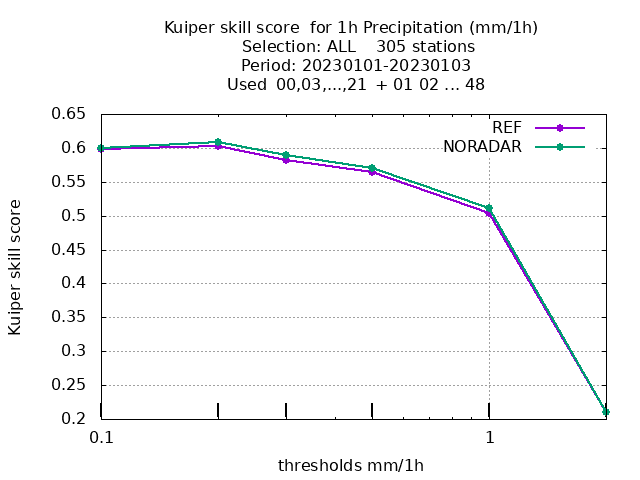 Kuiper skill score  for 1h Precipitation (mm/1h)
Selection: ALL    305 stations
Period: 20230101-20230103
Used  00,03,...,21  + 01 02 ... 48
REF
NORADAR
0.65
0.6
0.55
0.5
0.45
0.4
0.35
0.3
0.25
0.2
Kuiper skill score
0.1
1
thresholds mm/1h